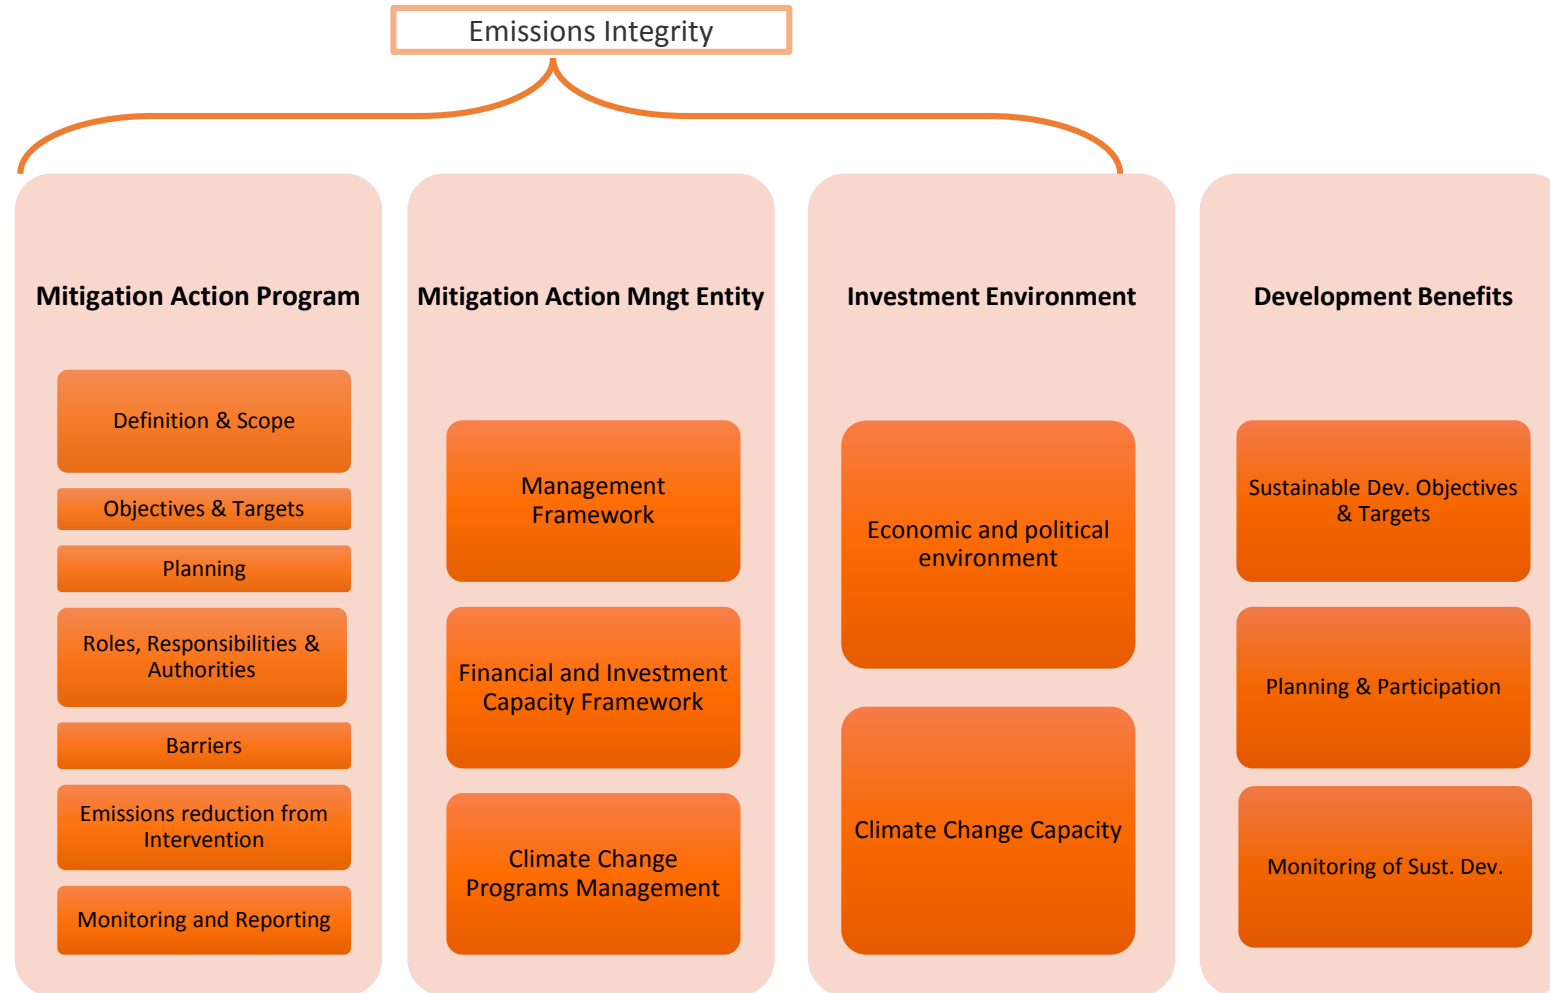 Emissions Integrity
Mitigation Action Program
Definition & Scope
Objectives & Targets
Planning
Roles, Responsibilities &
Authorities
Barriers
Emissions reduction from
Intervention
Monitoring and Reporting
Mitigation Action Mngt Entity
Management
Framework
Financial and Investment
Capacity Framework
Climate Change
Programs Management
Investment Environment
Economic and political
environment
Climate Change Capacity
Development Benefits
Sustainable Dev. Objectives
& Targets
Planning & Participation
Monitoring of Sust. Dev.